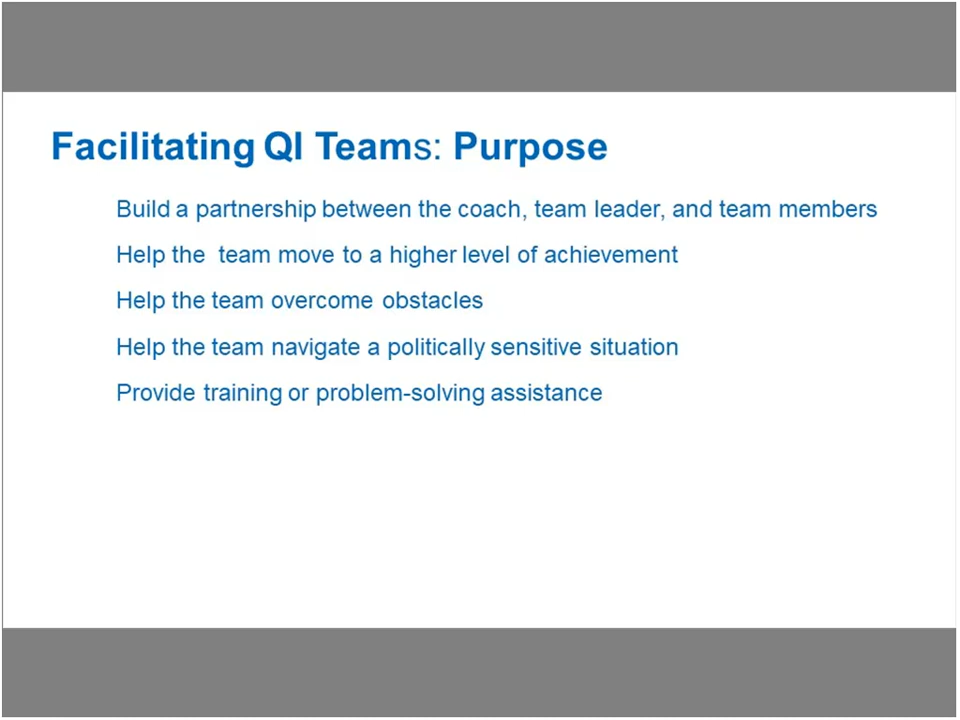 Facilitating QI Teams: Purpose
Build a partnership between the coach, team leader, and team members
Help the  team move to a higher level of achievement
Help the team overcome obstacles
Help the team navigate a politically sensitive situation
Provide training or problem-solving assistance